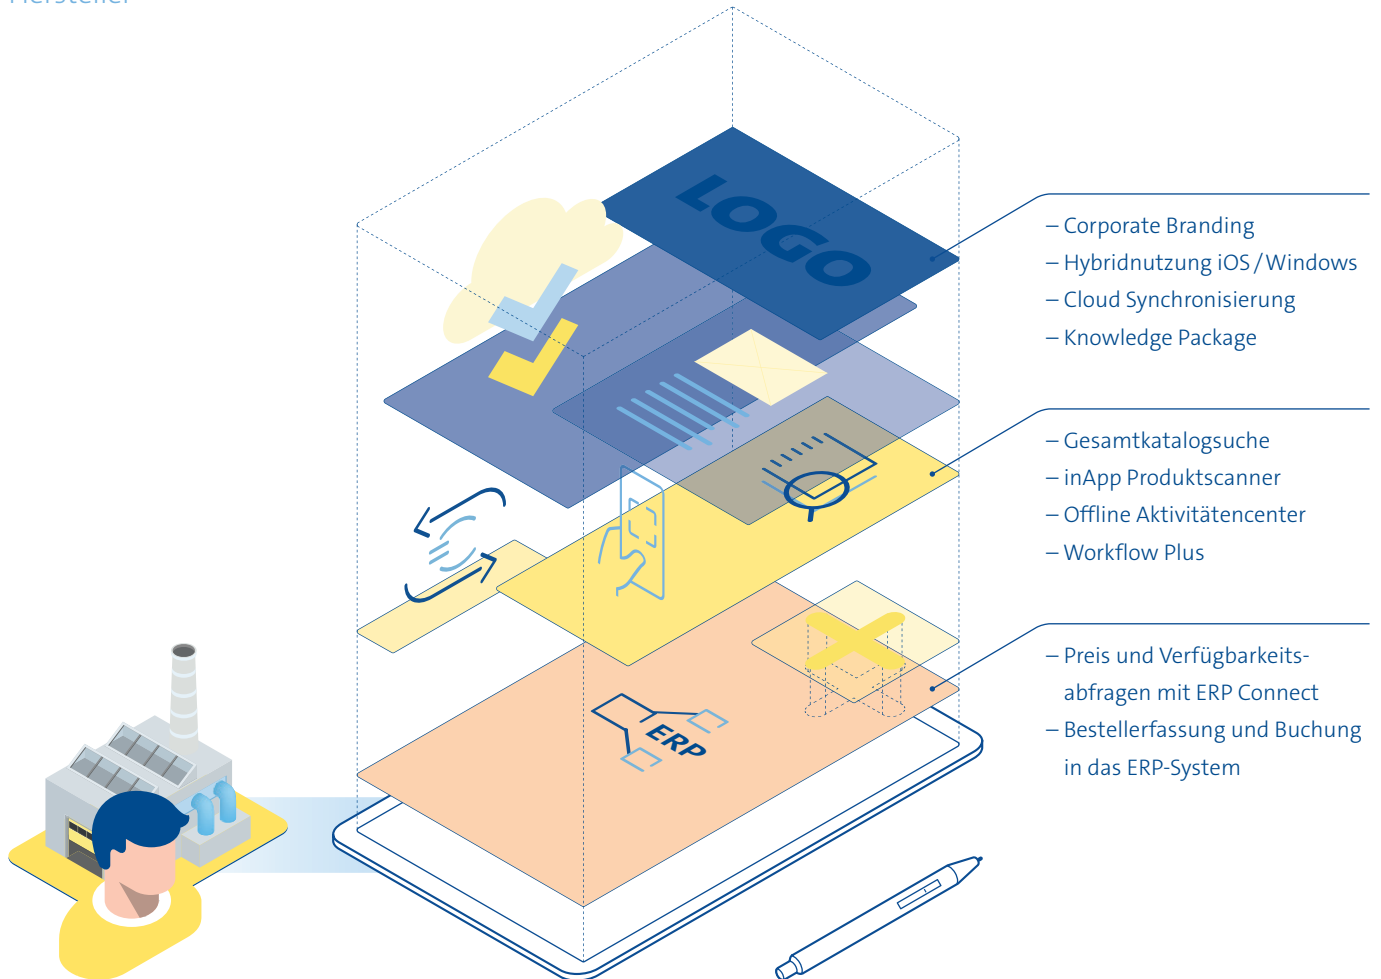 Hersteller
LOGO
– Corporate Branding
– Hybridnutzung iOS / Windows
– Cloud Synchronisierung
– Knowledge Package
– Gesamtkatalogsuche
– inApp Produktscanner
– Offline Aktivitätencenter
– Workflow Plus
– Preis und Verfügbarkeits-
abfragen mit ERP Connect
– Bestellerfassung und Buchung
in das ERP-System
ERP